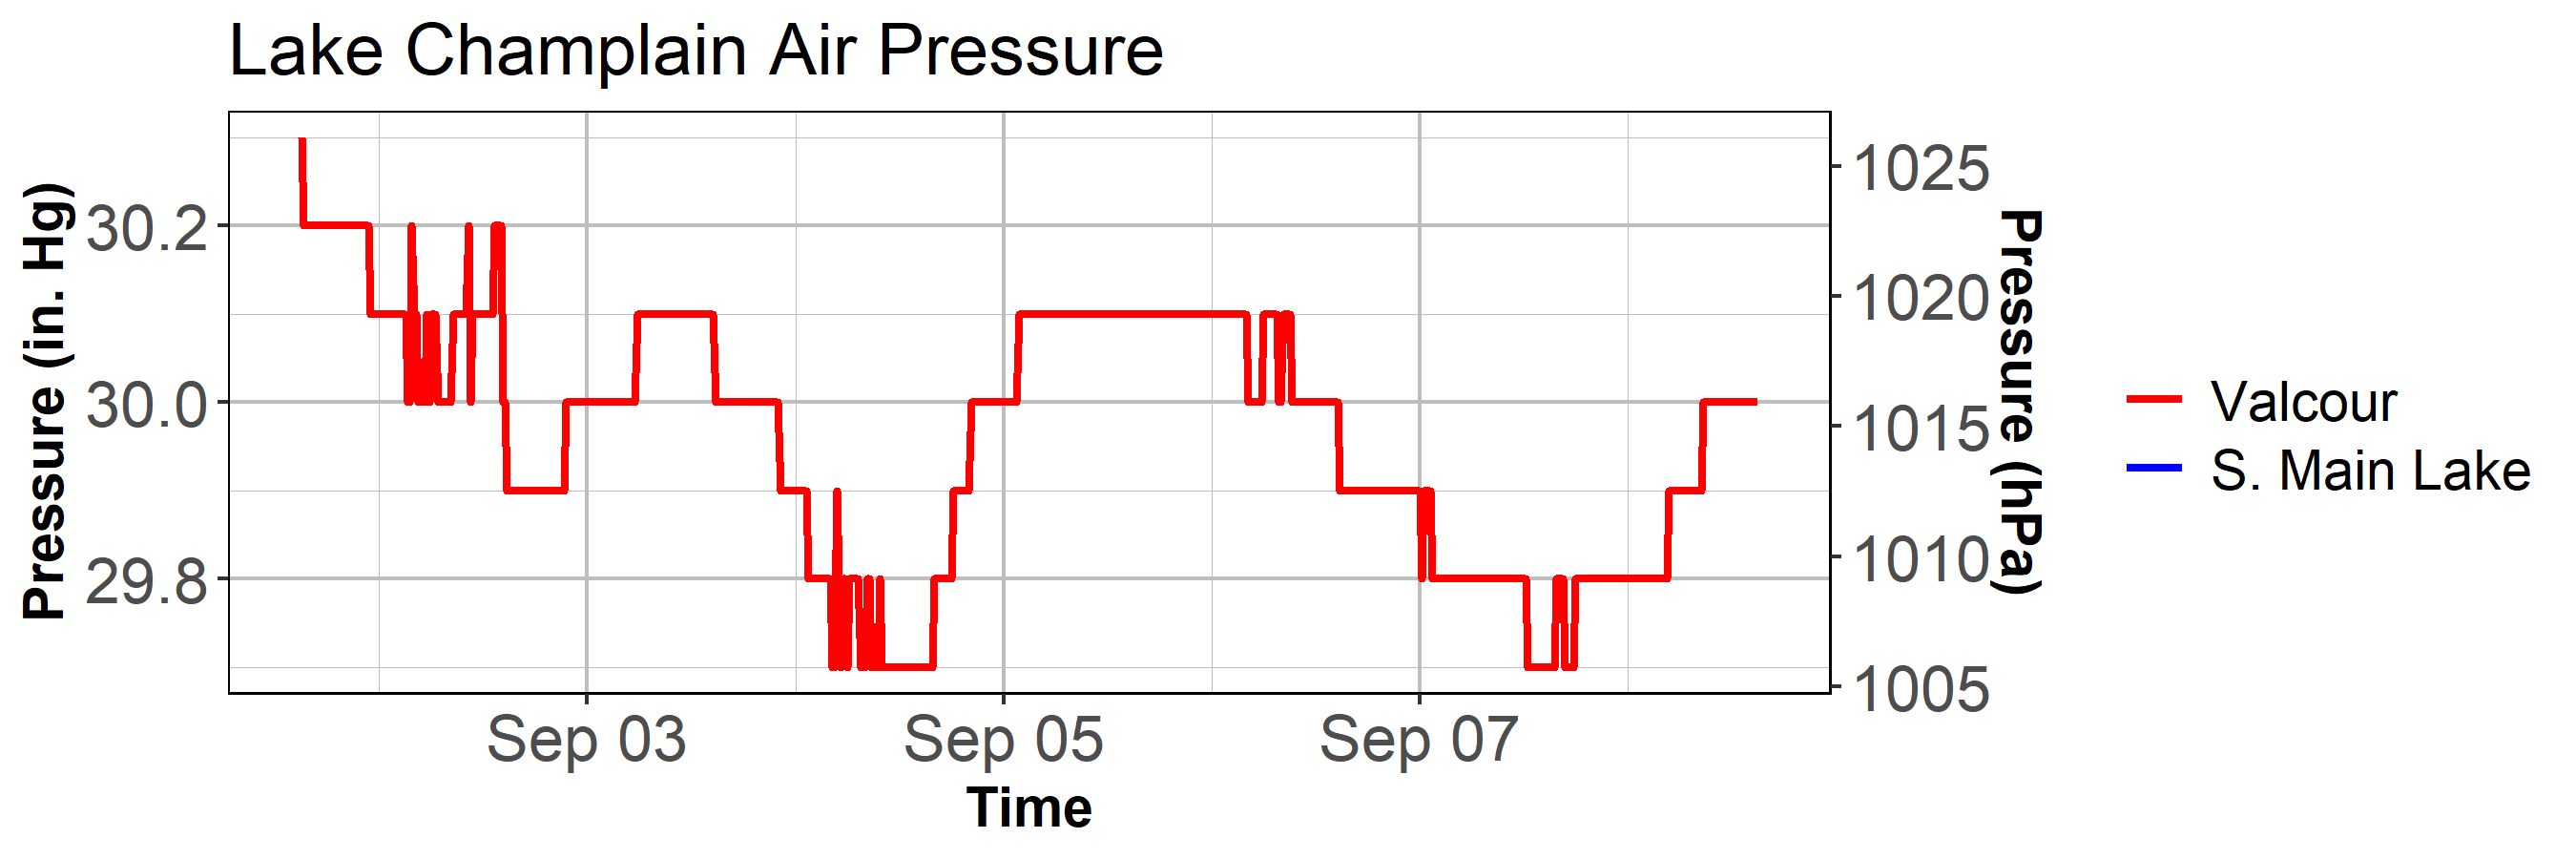 Lake Champlain Air Pressure
Pressure (in. Hg)
30.2
30.0
29.8
1025
1020
1015
1010
1005
Pressure (hPa)
Sep 03 Sep 05 Sep 07
Time
Valcour
S. Main Lake